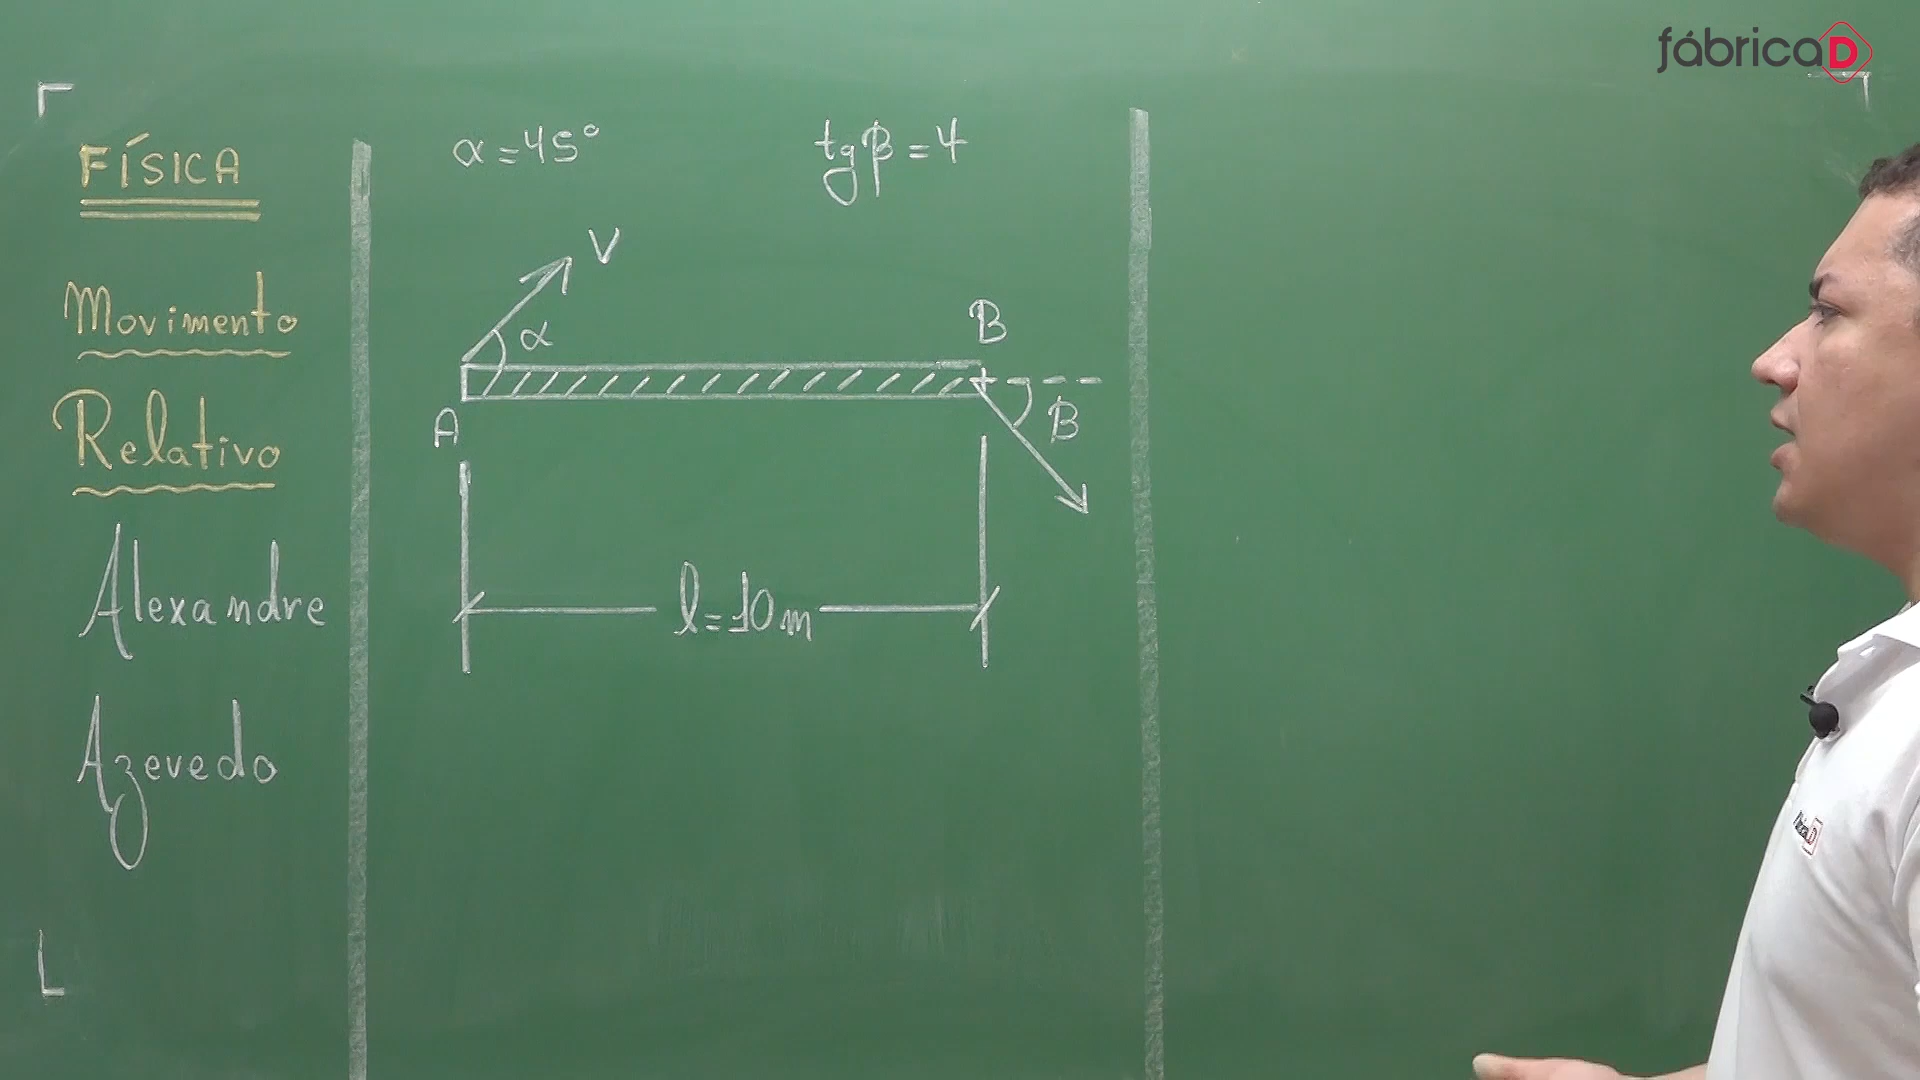 fábricaD
FÍSICA
Movimento
Relativo
Alexandre
Azevedo
α = 45°
tg β = 4
V
α
B
A
β
l = 10 m